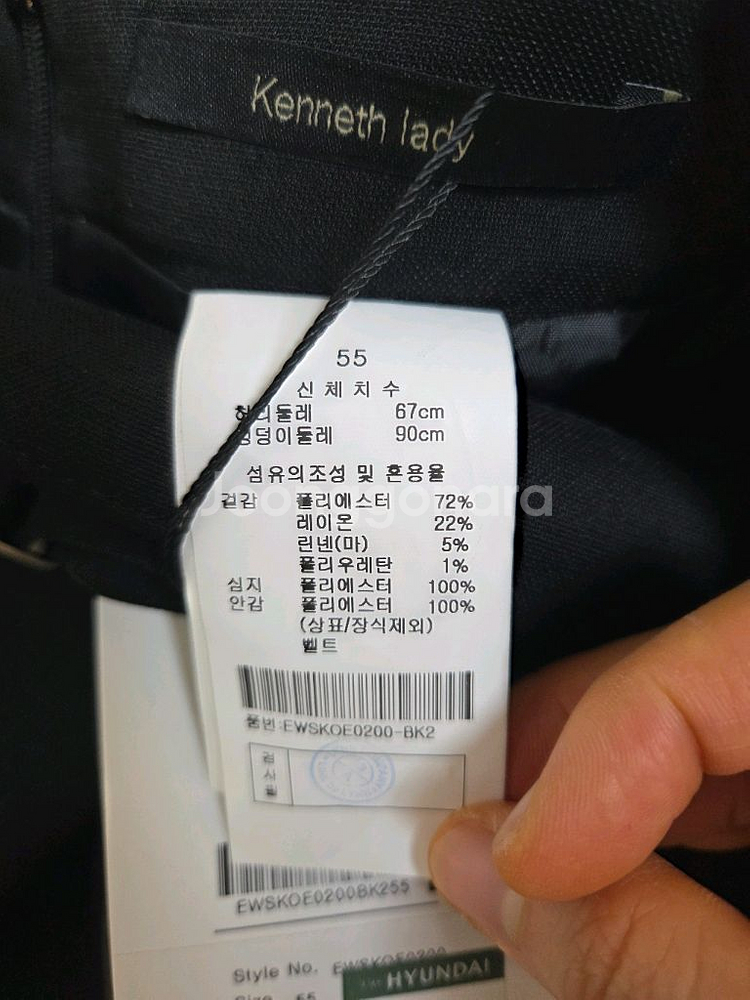 Kenneth lady
55
신체치수
허리둘레 67cm
엉덩이둘레 90cm
섬유의조성 및 혼용율
겉감 폴리에스터 72%
레이온 22%
린넨(마) 5%
폴리우레탄 1%
심지 폴리에스터 100%
안감 폴리에스터 100%
(상표/장식제외)
벨트
품번:EWSKOE0200-BK2
검사필
EWSKOE0200BK255
Style No. EWSKOE0200
HYUNDAI
Size 55